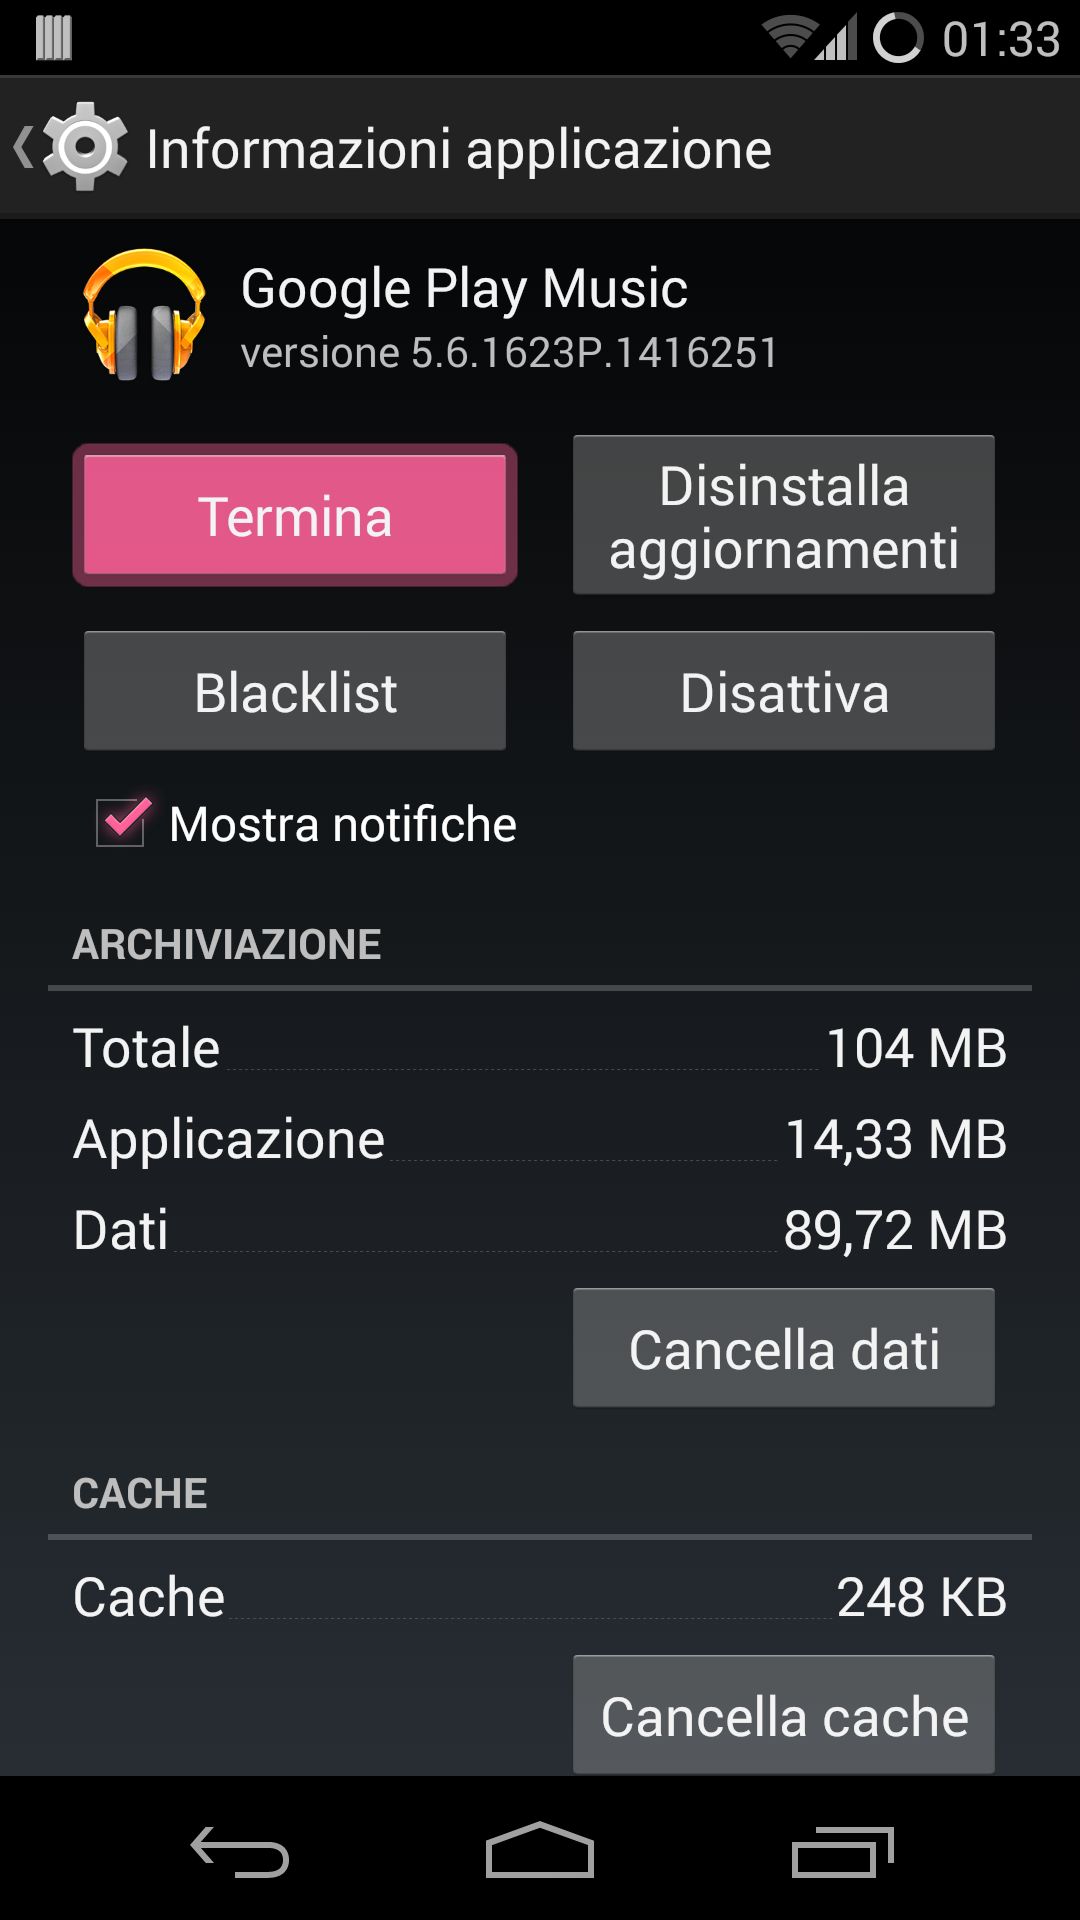 01:33
Informazioni applicazione
Google Play Music
versione 5.6.1623P.1416251
Termina
Disinstalla
aggiornamenti
Blacklist
Disattiva
Mostra notifiche
ARCHIVIAZIONE
Totale 104 MB
Applicazione 14,33 MB
Dati 89,72 MB
Cancella dati
CACHE
Cache 248 KB
Cancella cache